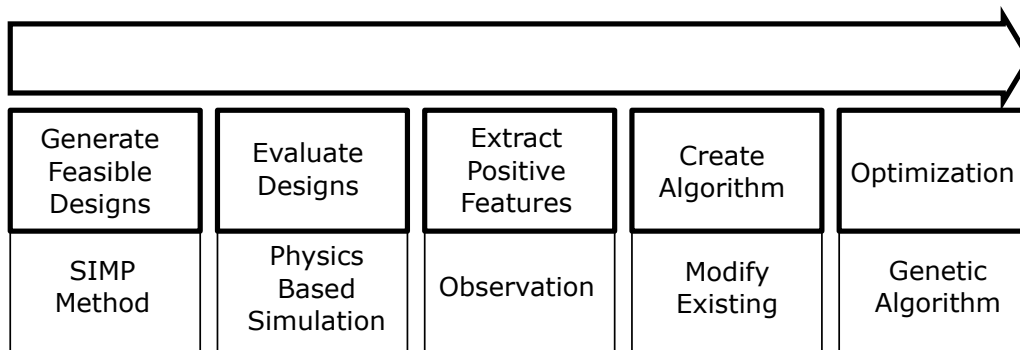 Generate
Feasible
Designs
Evaluate
Designs
Extract
Positive
Features
Create
Algorithm
Optimization
SIMP
Method
Physics
Based
Simulation
Observation
Modify
Existing
Genetic
Algorithm